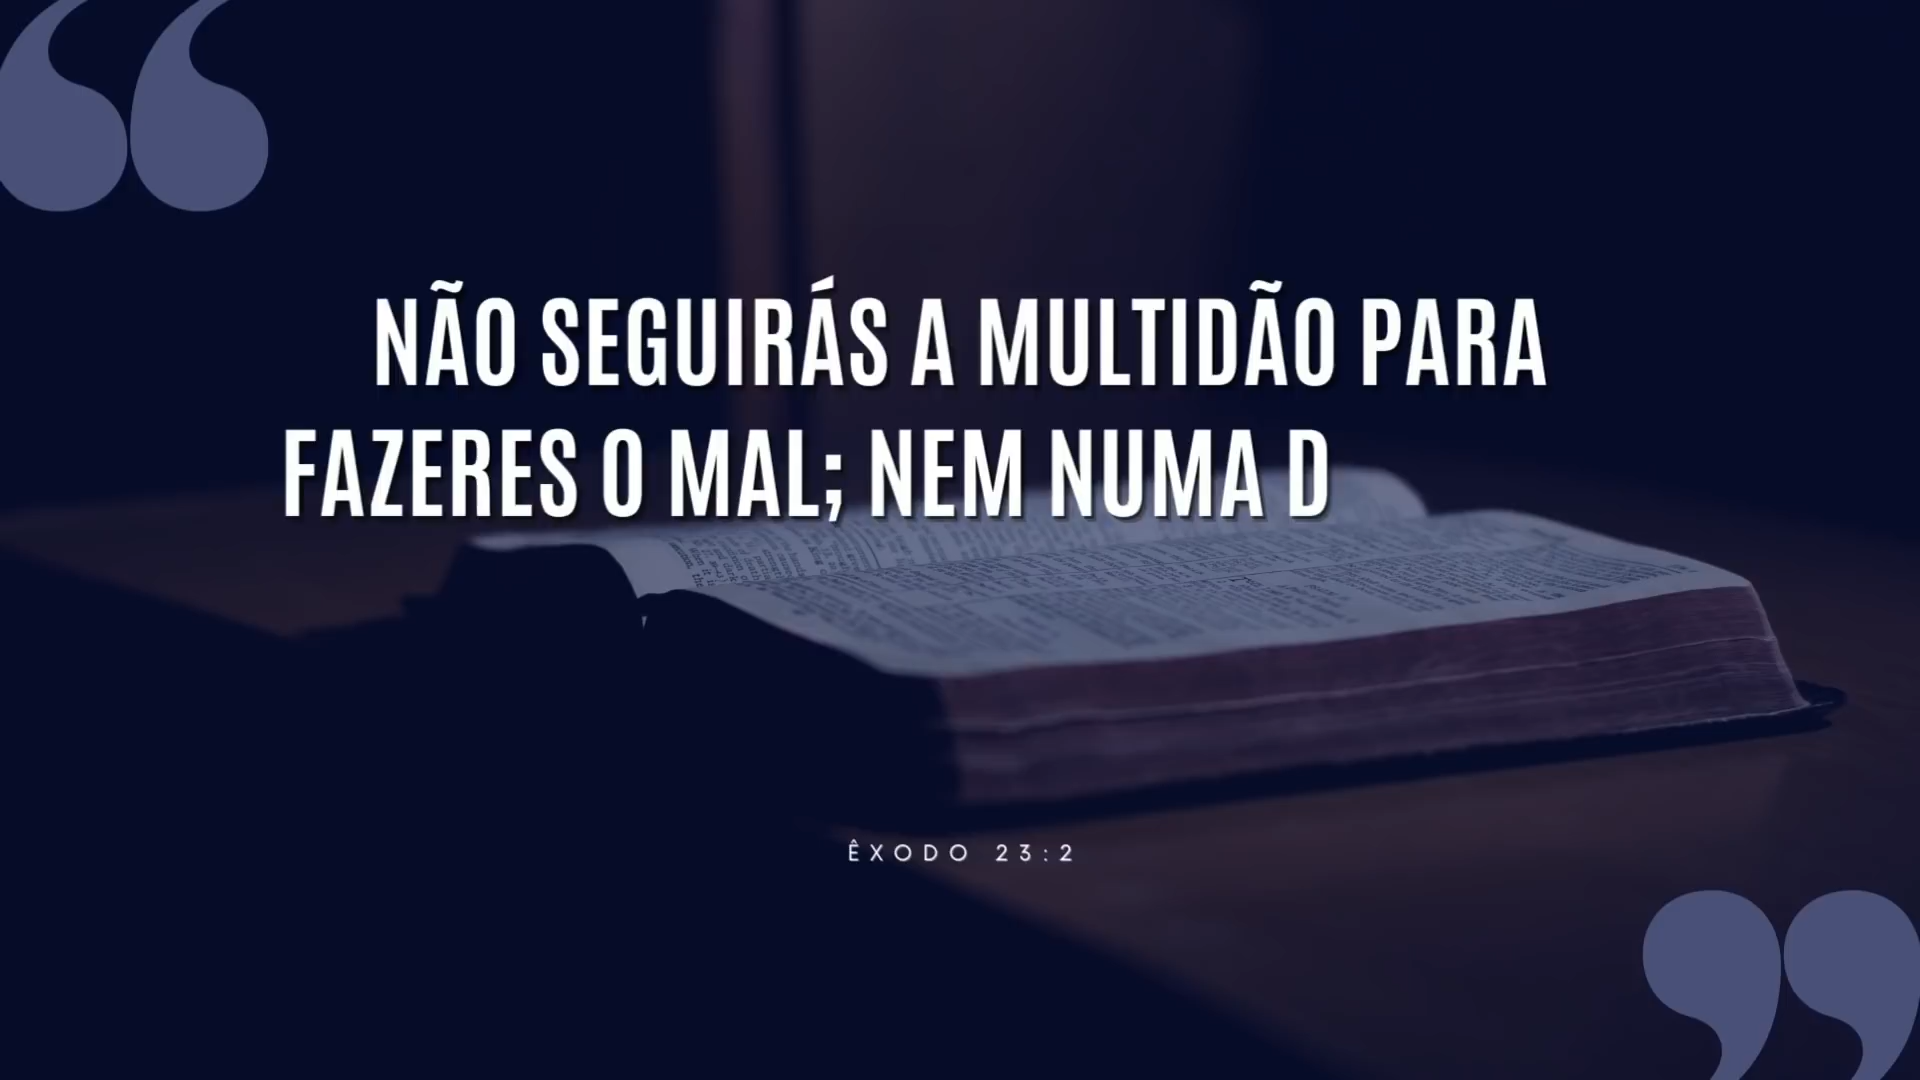 NÃO SEGUIRÁS A MULTIDÃO PARA
FAZERES O MAL; NEM NUMA D
ÊXODO 23:2